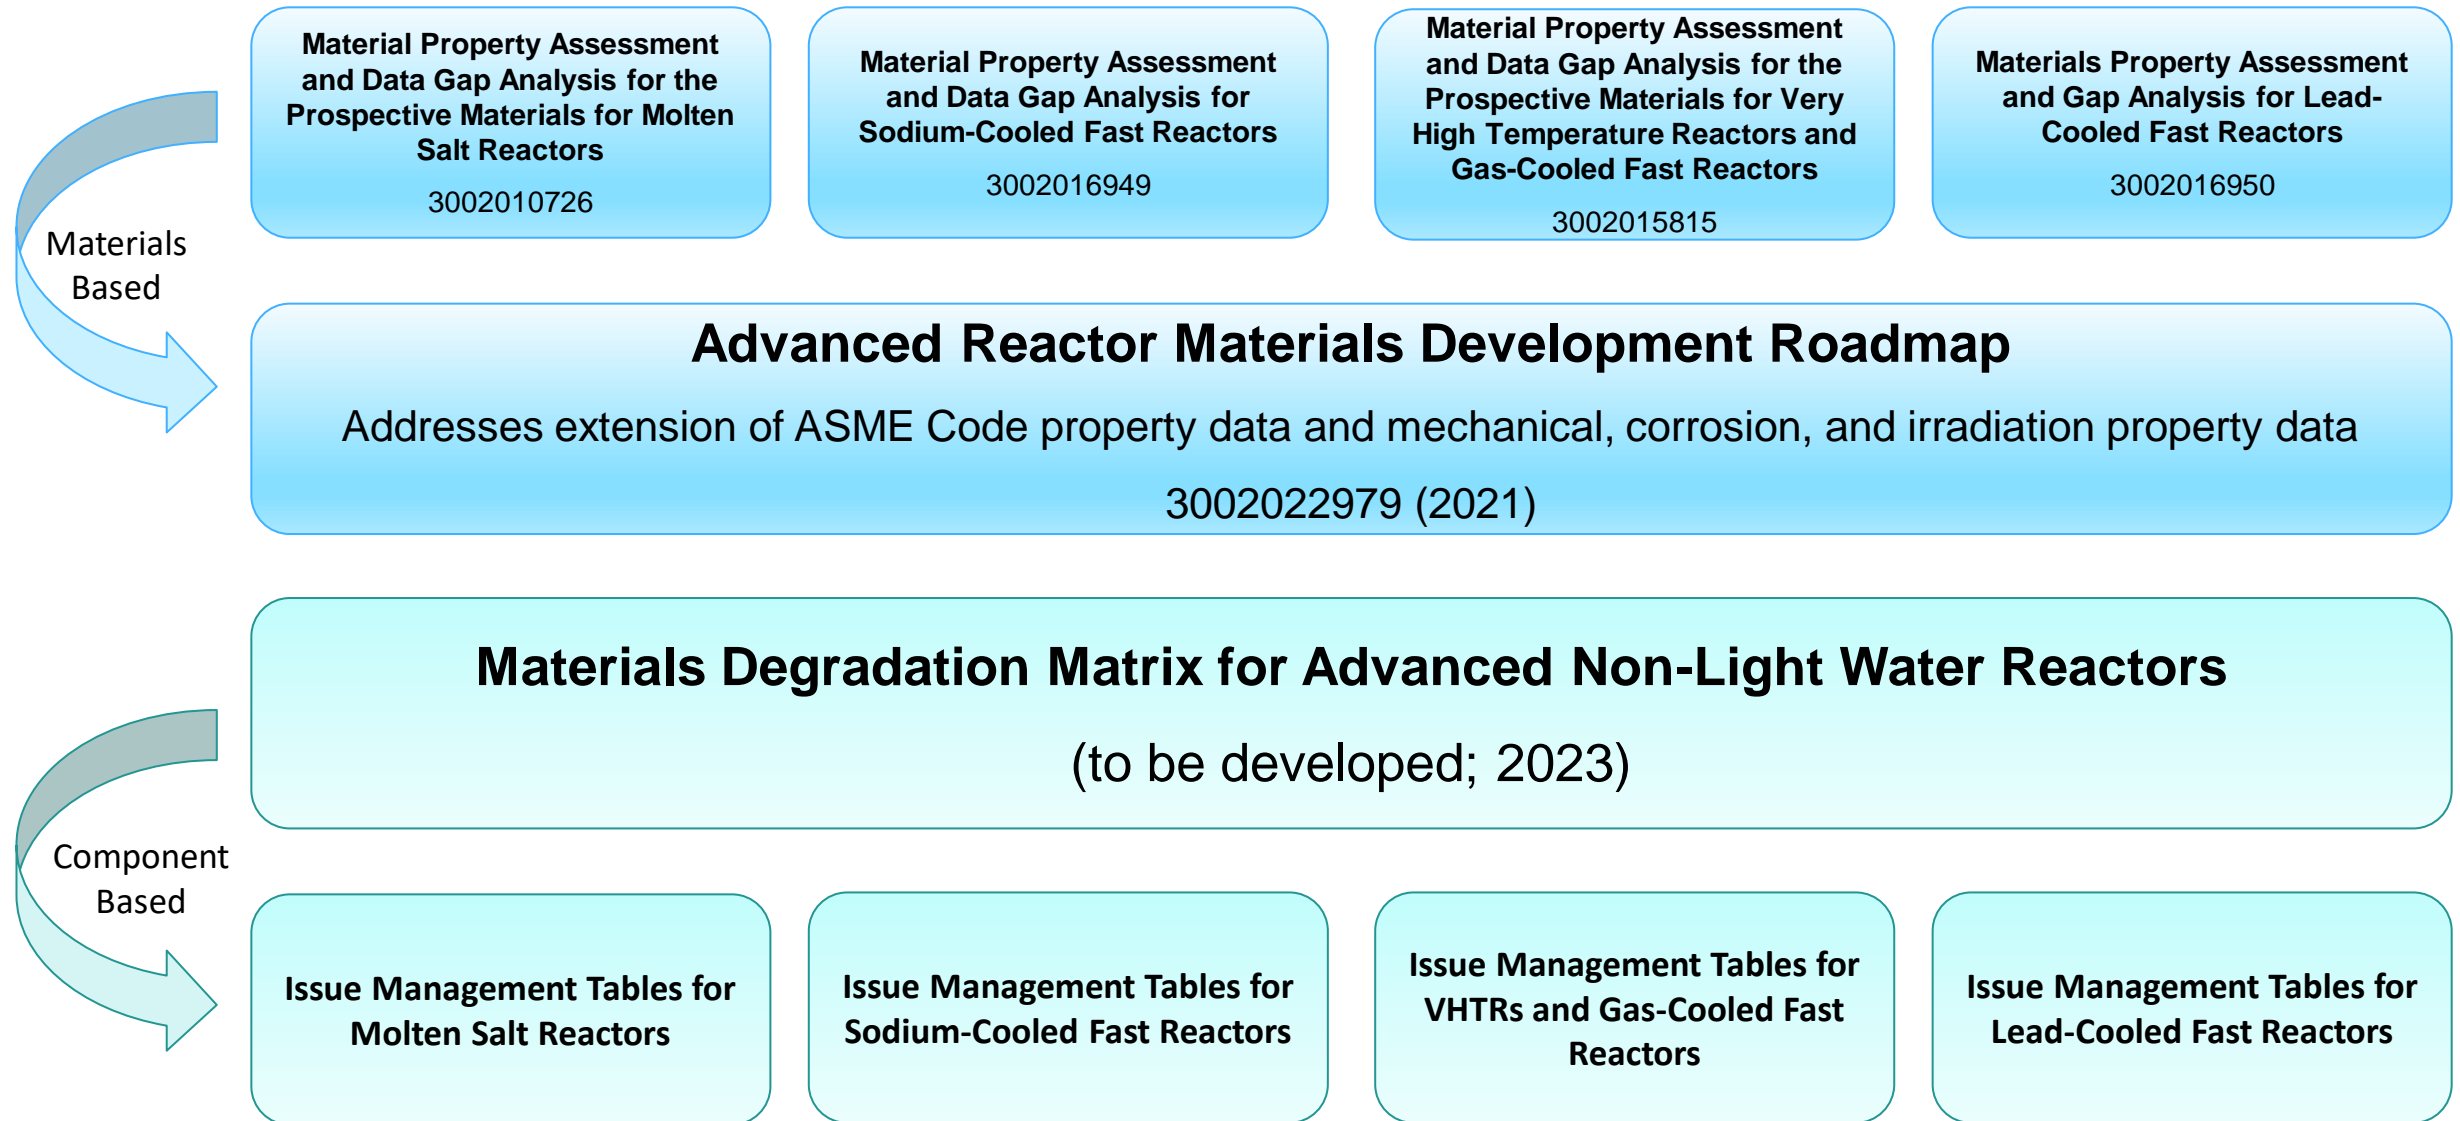 Material Property Assessment
and Data Gap Analysis for the
Prospective Materials for Molten
Salt Reactors
3002010726
Material Property Assessment
and Data Gap Analysis for
Sodium-Cooled Fast Reactors
3002016949
Material Property Assessment
and Data Gap Analysis for the
Prospective Materials for Very
High Temperature Reactors and
Gas-Cooled Fast Reactors
3002015815
Materials Property Assessment
and Gap Analysis for Lead-
Cooled Fast Reactors
3002016950
Materials
Based
Advanced Reactor Materials Development Roadmap
Addresses extension of ASME Code property data and mechanical, corrosion, and irradiation property data
3002022979 (2021)
Materials Degradation Matrix for Advanced Non-Light Water Reactors
(to be developed; 2023)
Component
Based
Issue Management Tables for
Molten Salt Reactors
Issue Management Tables for
Sodium-Cooled Fast Reactors
Issue Management Tables for
VHTRs and Gas-Cooled Fast
Reactors
Issue Management Tables for
Lead-Cooled Fast Reactors